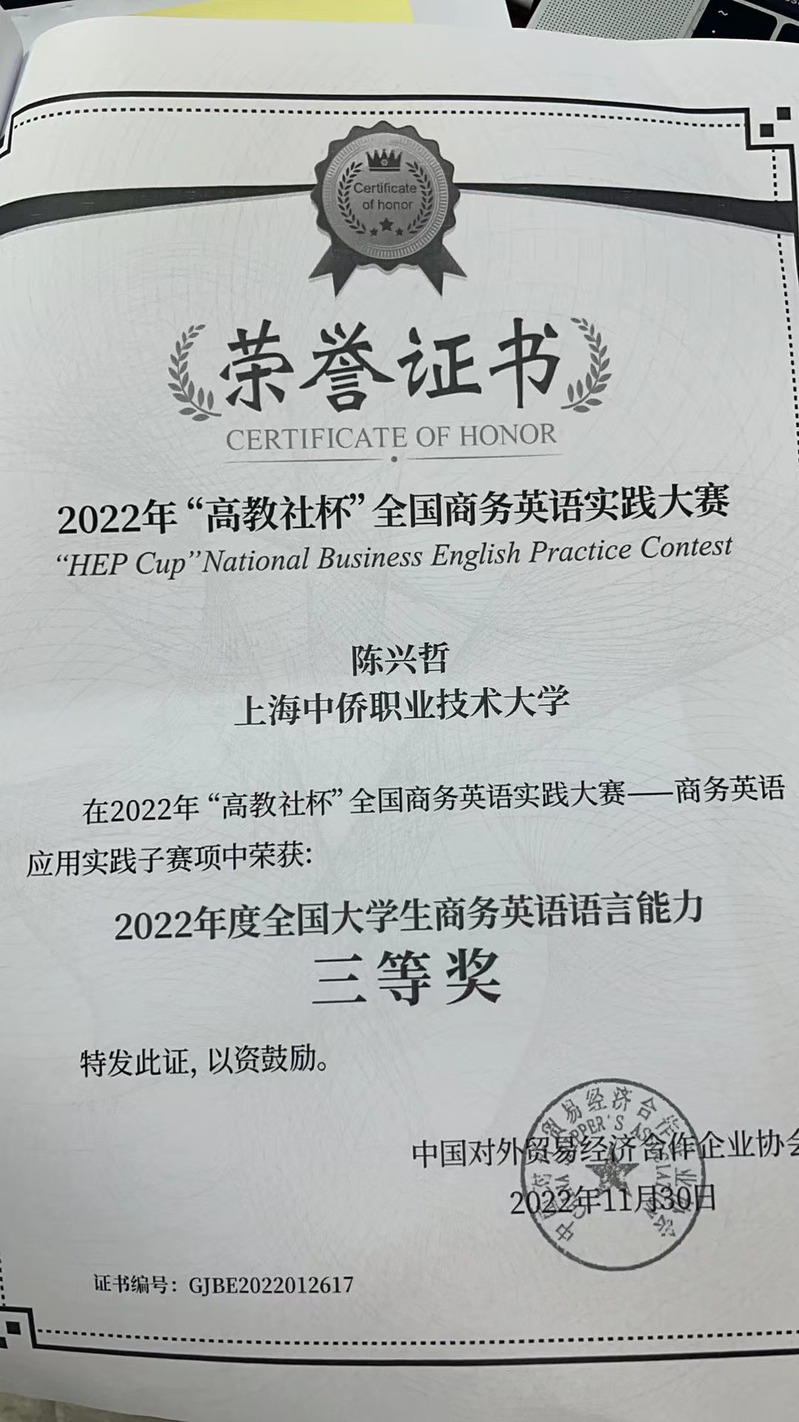 Certificate
of honor
荣誉证书
CERTIFICATE OF HONOR
2022年“高教社杯”全国商务英语实践大赛
“HEP Cup”National Business English Practice Contest
陈兴哲
上海中侨职业技术大学
在2022年“高教社杯”全国商务英语实践大赛——商务英语
应用实践子赛项中荣获:
2022年度全国大学生商务英语语言能力
三等奖
特发此证, 以资鼓励。
中国对外贸易经济合作企业协会
2022年11月30日
证书编号: GJBE2022012617